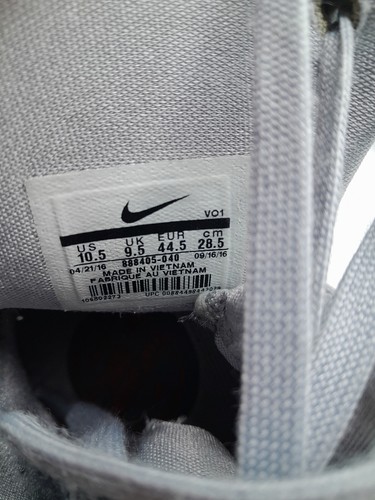 VO1
US UK EUR cm
10.5 9.5 44.5 28.5
04/21/16 888405-040 09/16/16
MADE IN VIETNAM
FABRIQUE AU VIETNAM
UPC